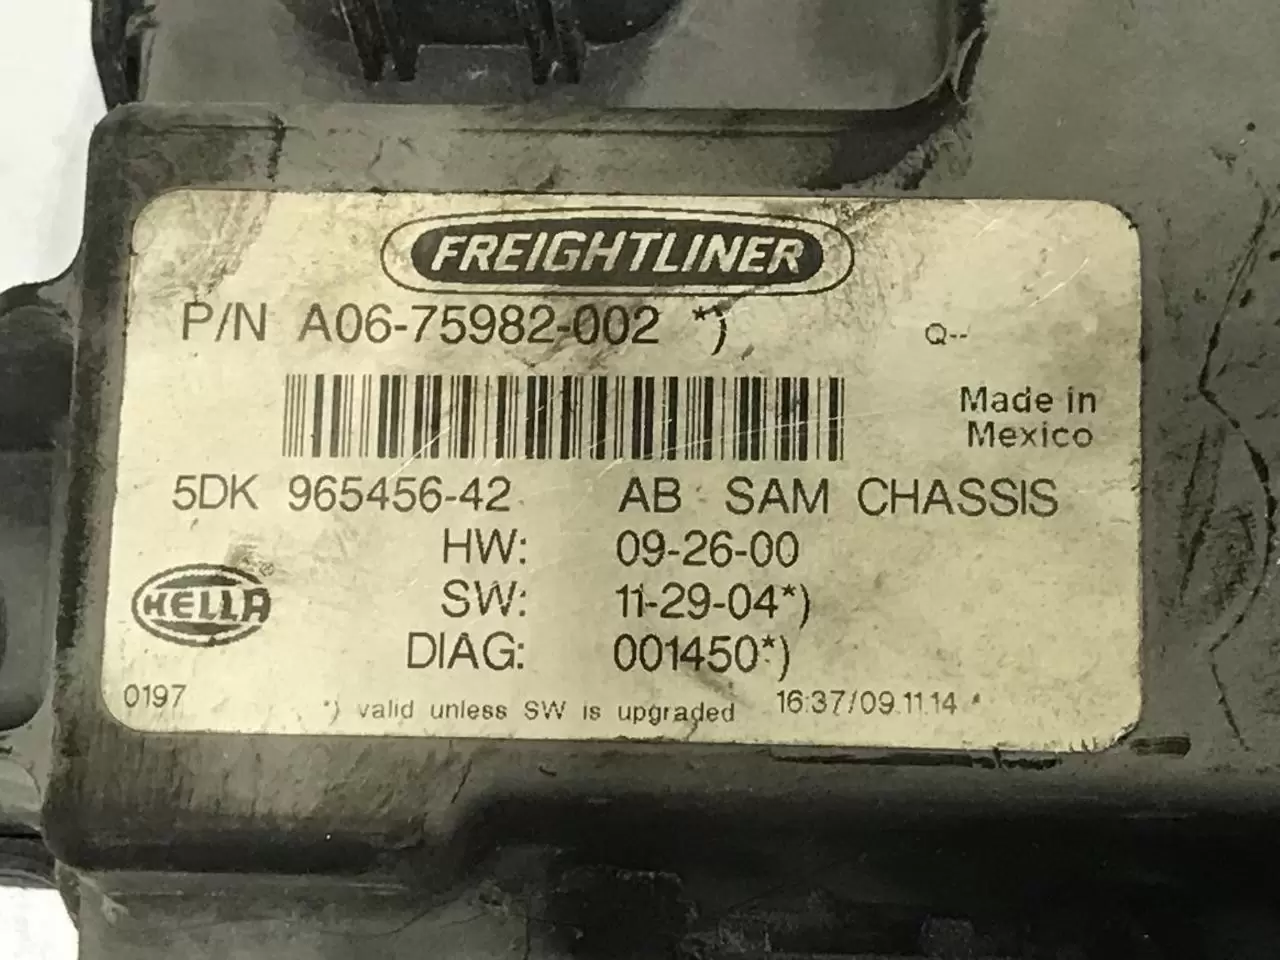 FREIGHTLINER
P/N A06-75982-002 *)
Q--
Made in
Mexico
5DK 965456-42 AB SAM CHASSIS
HW: 09-26-00
SW: 11-29-04*)
HELLA®
DIAG: 001450*)
0197 *) valid unless SW is upgraded 16:37/09.11.14 *